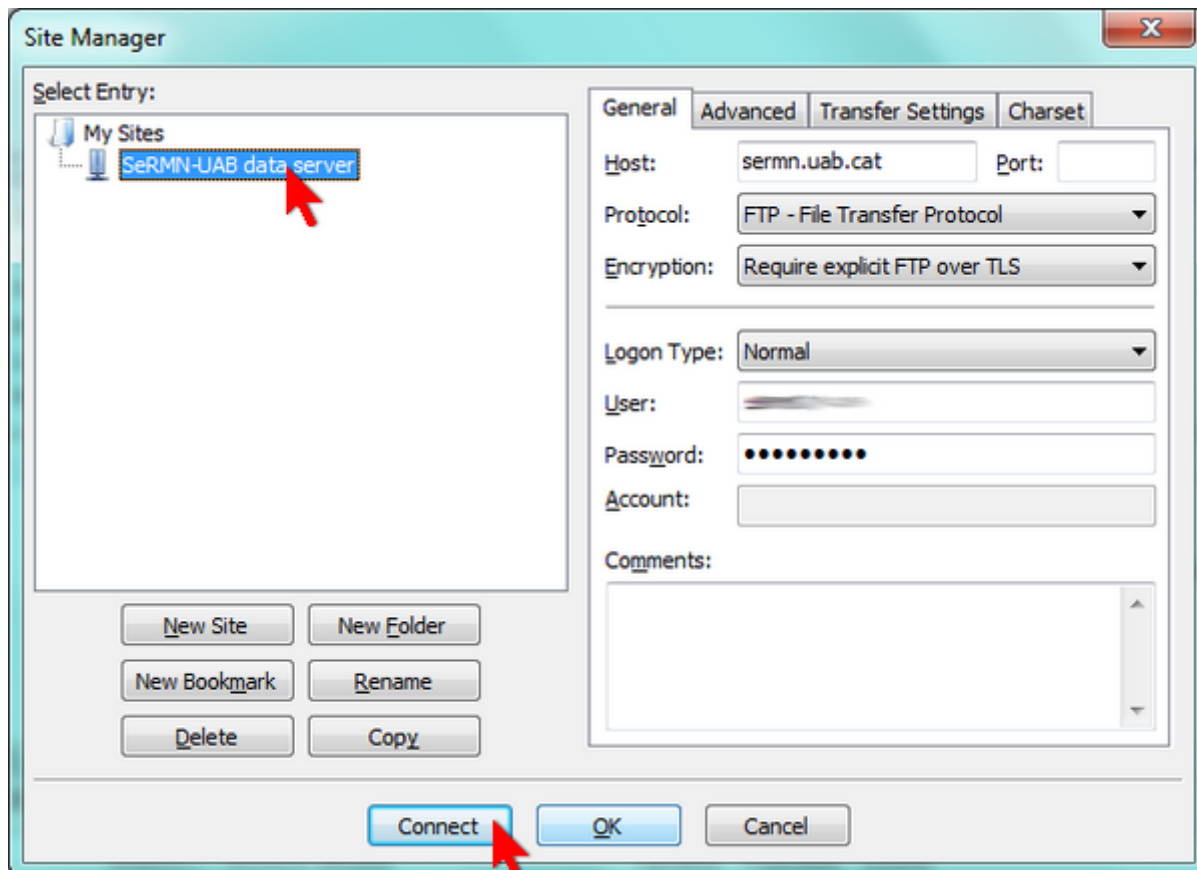 Site Manager
Select Entry:
My Sites
SeRMN-UAB data server
New Site
New Folder
New Bookmark
Rename
Delete
Copy
General
Advanced
Transfer Settings
Charset
Host:
sermn.uab.cat
Port:
Protocol:
FTP - File Transfer Protocol
Encryption:
Require explicit FTP over TLS
Logon Type:
Normal
User:
Password:
•••••••••
Account:
Comments:
Connect
OK
Cancel